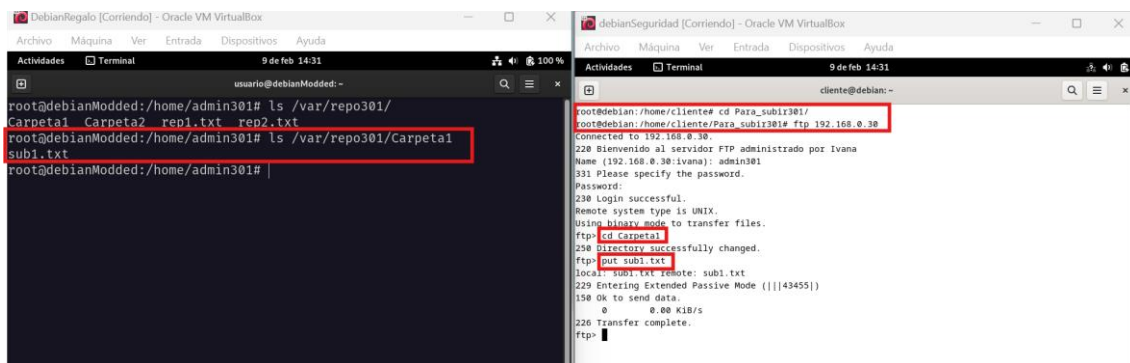 DebianRegalo [Corriendo] - Oracle VM VirtualBox
Archivo Máquina Ver Entrada Dispositivos Ayuda
Actividades Terminal 9 de feb 14:31 100 %
usuario@debianModded: ~
root@debianModded:/home/admin301# ls /var/repo301/
Carpeta1 Carpeta2 rep1.txt rep2.txt
root@debianModded:/home/admin301# ls /var/repo301/Carpeta1
sub1.txt
root@debianModded:/home/admin301#
debianSeguridad [Corriendo] - Oracle VM VirtualBox
Archivo Máquina Ver Entrada Dispositivos Ayuda
Actividades Terminal 9 de feb 14:31
cliente@debian: ~
root@debian:/home/cliente# cd Para_subir301/
root@debian:/home/cliente/Para_subir301# ftp 192.168.0.30
Connected to 192.168.0.30.
220 Bienvenido al servidor FTP administrado por Ivana
Name (192.168.0.30:ivana): admin301
331 Please specify the password.
Password:
230 Login successful.
Remote system type is UNIX.
Using binary mode to transfer files.
ftp> cd Carpeta1
250 Directory successfully changed.
ftp> put sub1.txt
local: sub1.txt remote: sub1.txt
229 Entering Extended Passive Mode (|||43455|)
150 Ok to send data.
0 0.00 KiB/s
226 Transfer complete.
ftp>